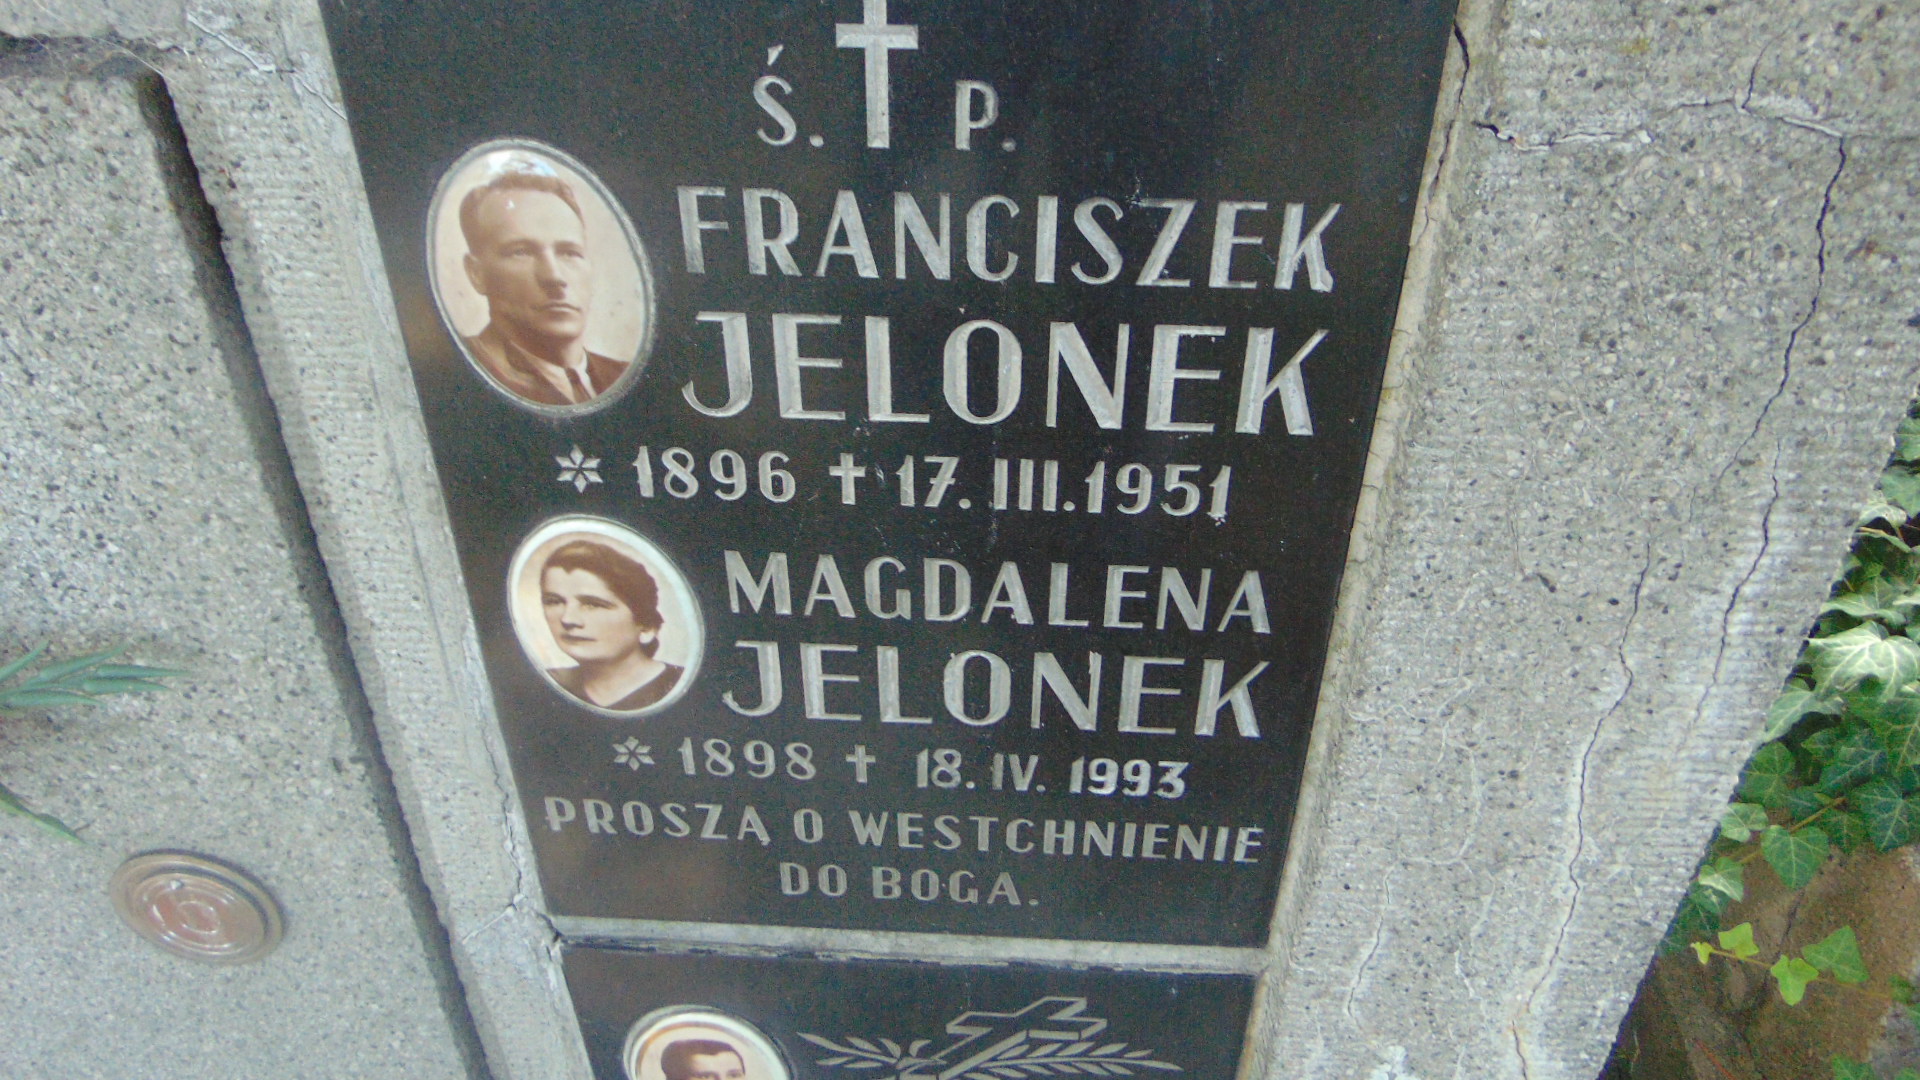 Ś. P.
FRANCISZEK
JELONEK
* 1896 † 17. III. 1951
MAGDALENA
JELONEK
* 1898 † 18. IV. 1993
PROSZĄ O WESTCHNIENIE
DO BOGA.